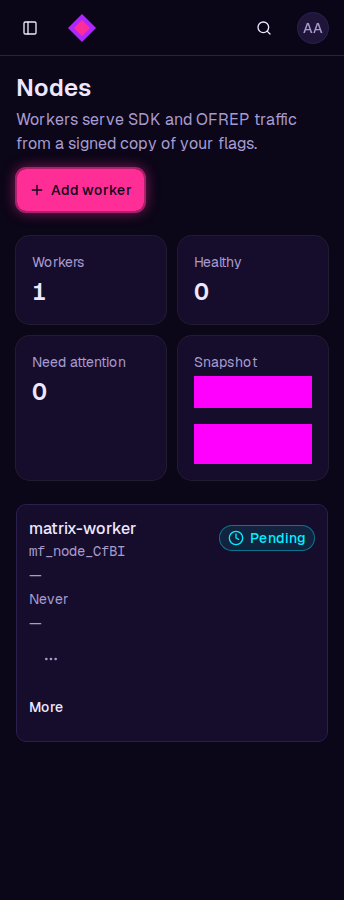 AA
Nodes
Workers serve SDK and OFREP traffic
from a signed copy of your flags.
+ Add worker
Workers
1
Healthy
0
Need attention
0
Snapshot
matrix-worker
Pending
mf_node_CfBI
—
Never
—
...
More